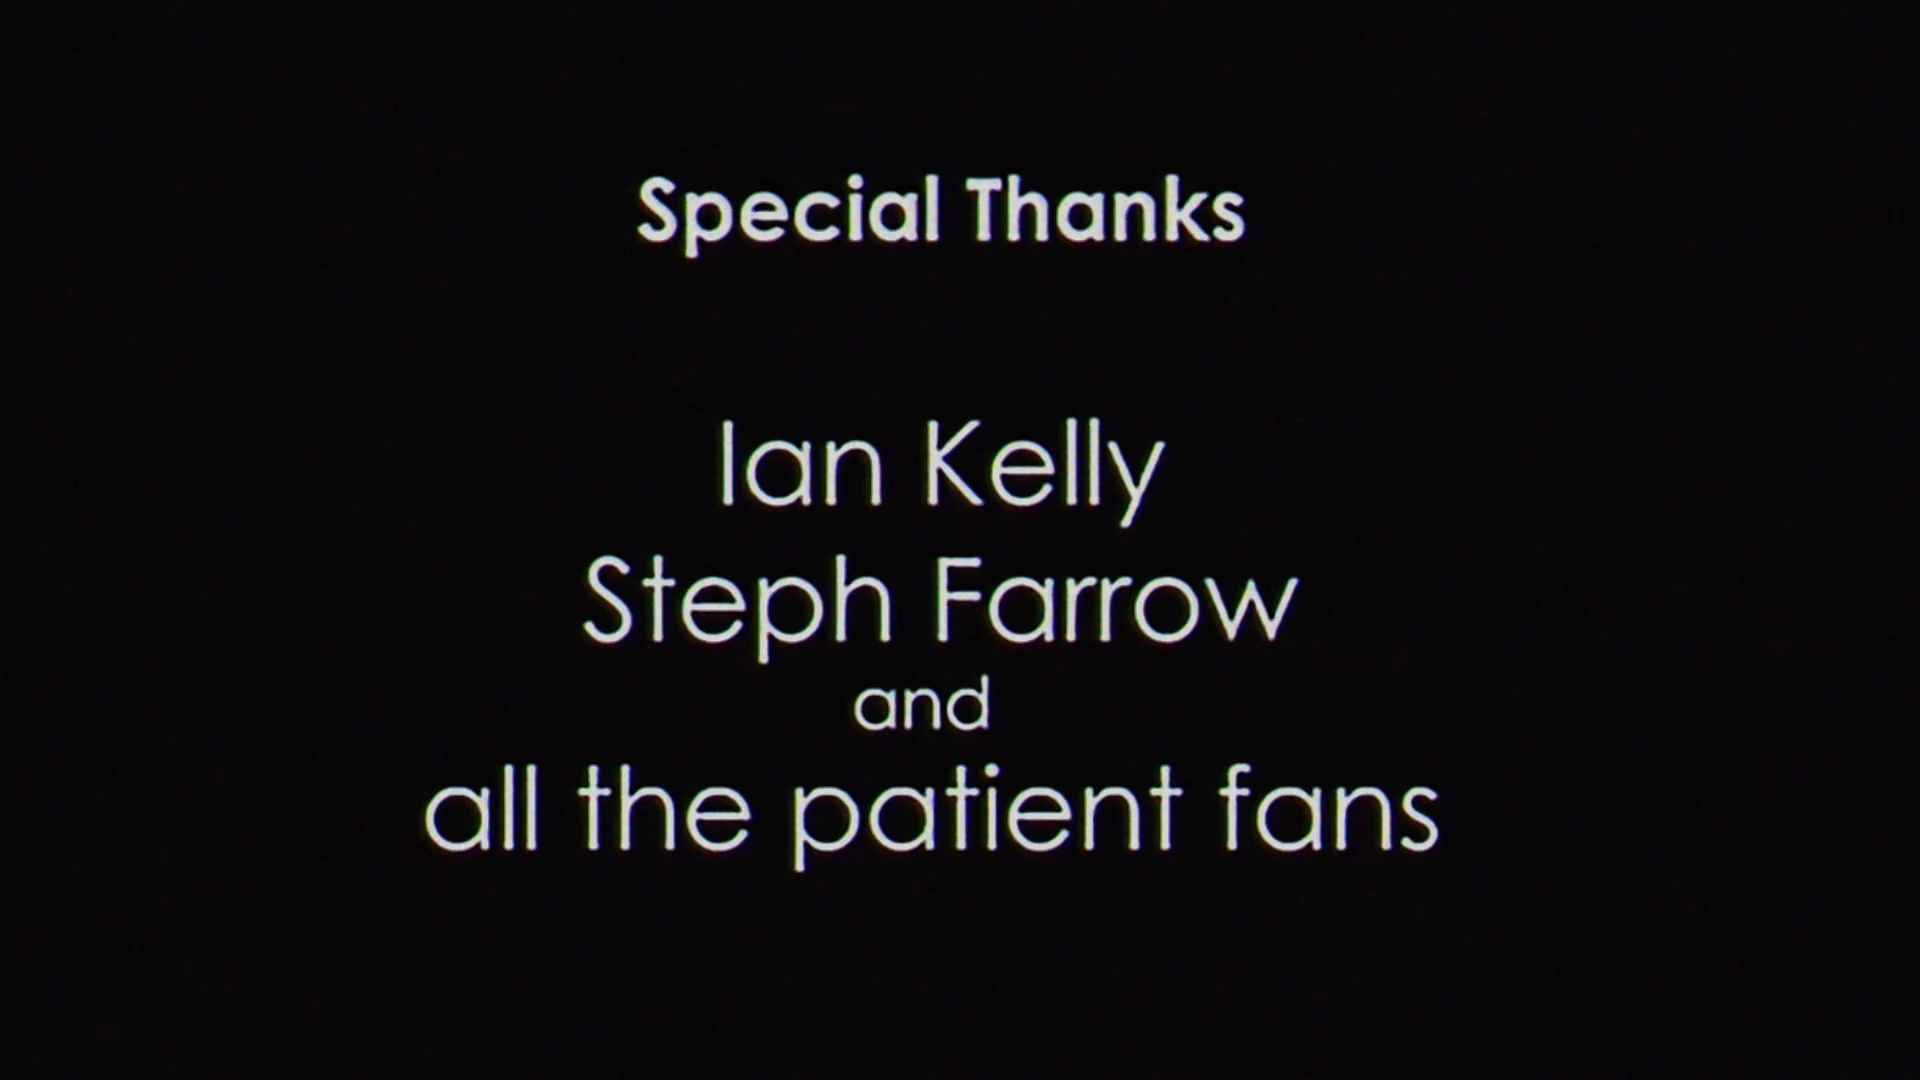 Special Thanks
Ian Kelly
Steph Farrow
and
all the patient fans